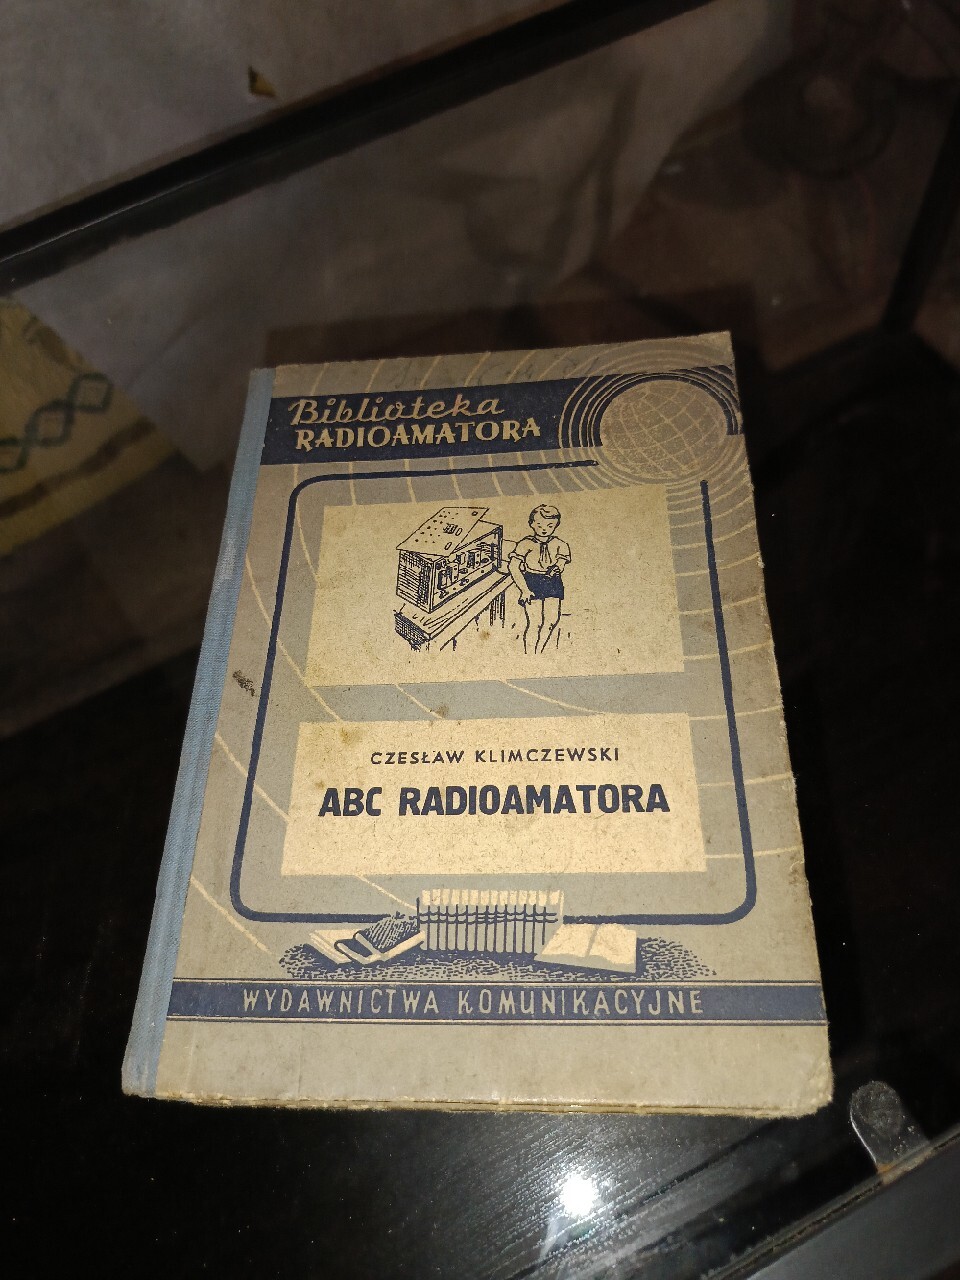 Biblioteka
RADIOAMATORA
CZESŁAW KLIMCZEWSKI
ABC RADIOAMATORA
WYDAWNICTWA KOMUNIKACYJNE